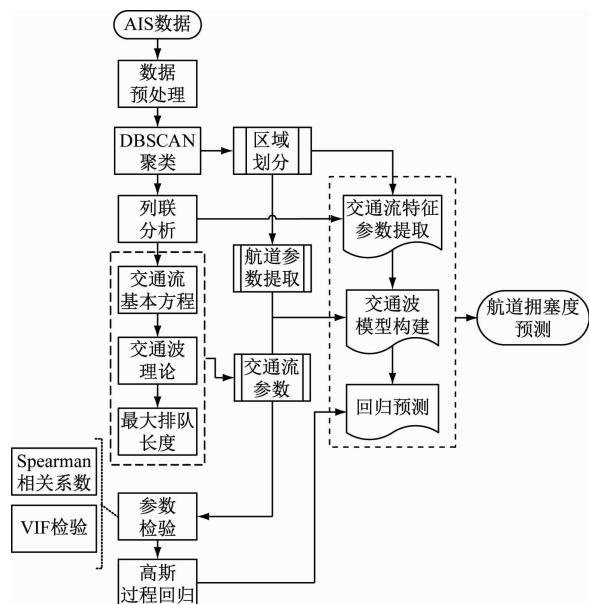 AIS数据
数据
预处理
DBSCAN
聚类
区域
划分
列联
分析
交通流特征
参数提取
航道参
数提取
交通流
基本方程
交通波
模型构建
航道拥塞度
预测
交通波
理论
交通流
参数
最大排队
长度
回归预测
Spearman
相关系数
VIF检验
参数
检验
高斯
过程回归